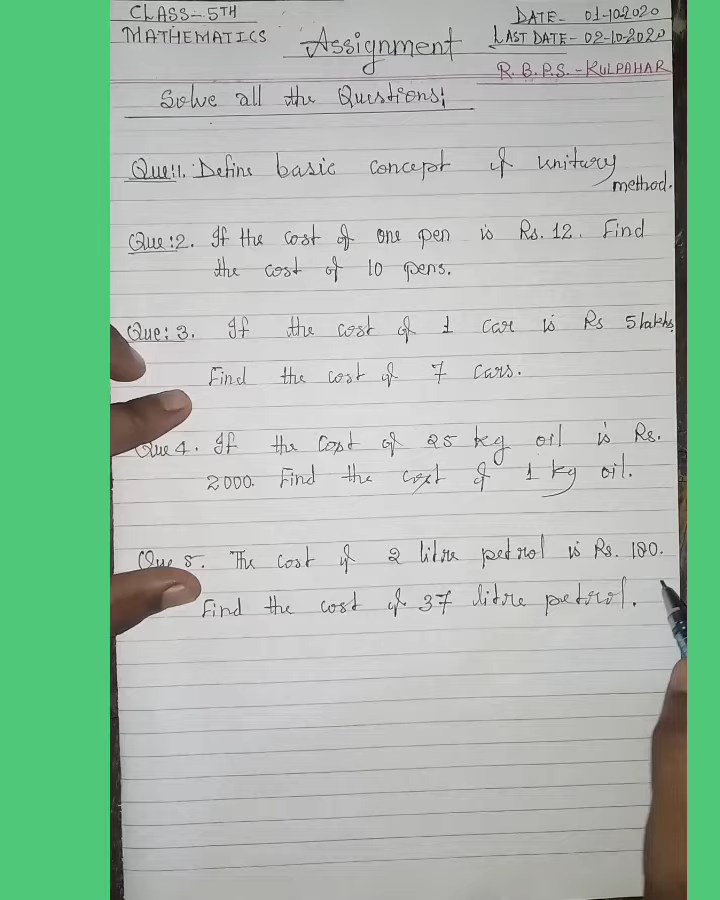 CLASS-5TH
MATHEMATICS
Assignment
DATE- 01-10-2020
LAST DATE- 02-10-2020
R.B.P.S.-KULPAHAR
Solve all the Questions:
Que:1. Define basic concept of unitary
method.
Que:2. If the cost of one pen is Rs. 12. Find
the cost of 10 pens.
Que:3. If the cost of 1 car is Rs 5 lakhs
Find the cost of 7 cars.
Que 4. If the cost of 25 kg oil is Rs.
2000. Find the cost of 1 kg oil.
Que 5. The cost of 2 litre petrol is Rs.
Find the cost of 37 litre petrol.